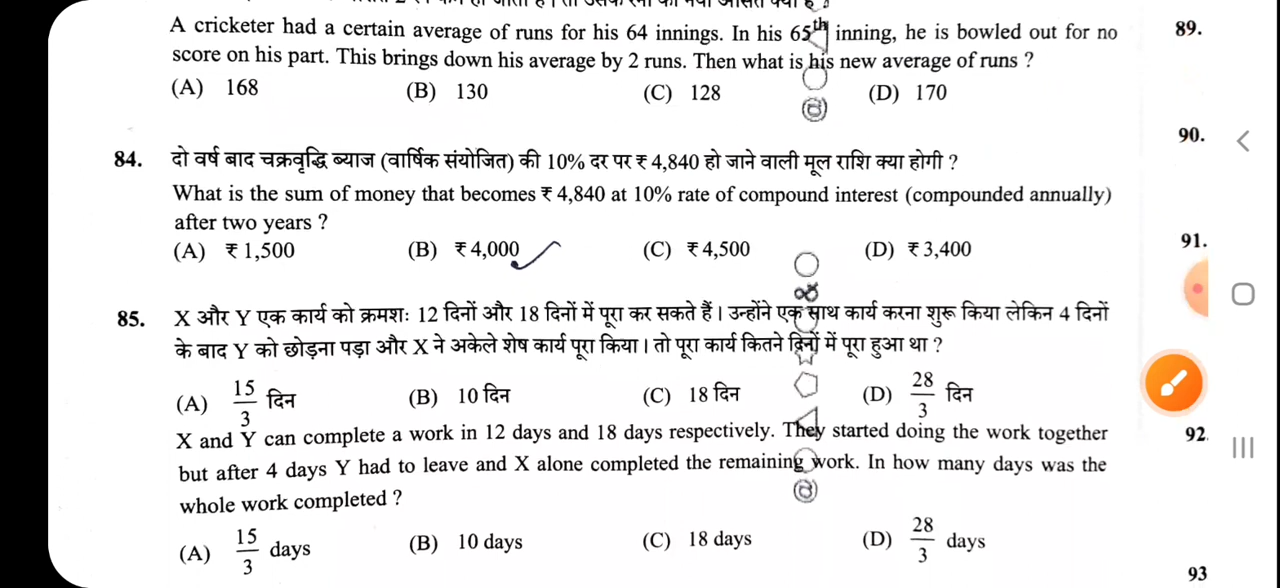 A cricketer had a certain average of runs for his 64 innings. In his 65th inning, he is bowled out for no
score on his part. This brings down his average by 2 runs. Then what is his new average of runs ?
(A) 168 (B) 130 (C) 128 (D) 170
84. दो वर्ष बाद चक्रवृद्धि ब्याज (वार्षिक संयोजित) की 10% दर पर ₹ 4,840 हो जाने वाली मूल राशि क्या होगी ?
What is the sum of money that becomes ₹ 4,840 at 10% rate of compound interest (compounded annually)
after two years ?
(A) ₹ 1,500 (B) ₹ 4,000 (C) ₹ 4,500 (D) ₹ 3,400
85. X और Y एक कार्य को क्रमशः 12 दिनों और 18 दिनों में पूरा कर सकते हैं । उन्होंने एक साथ कार्य करना शुरू किया लेकिन 4 दिनों
के बाद Y को छोड़ना पड़ा और X ने अकेले शेष कार्य पूरा किया । तो पूरा कार्य कितने दिनों में पूरा हुआ था ?
(A) 15/3 दिन (B) 10 दिन (C) 18 दिन (D) 28/3 दिन
X and Y can complete a work in 12 days and 18 days respectively. They started doing the work together
but after 4 days Y had to leave and X alone completed the remaining work. In how many days was the
whole work completed ?
(A) 15/3 days (B) 10 days (C) 18 days (D) 28/3 days
89.
90.
91.
92.
93